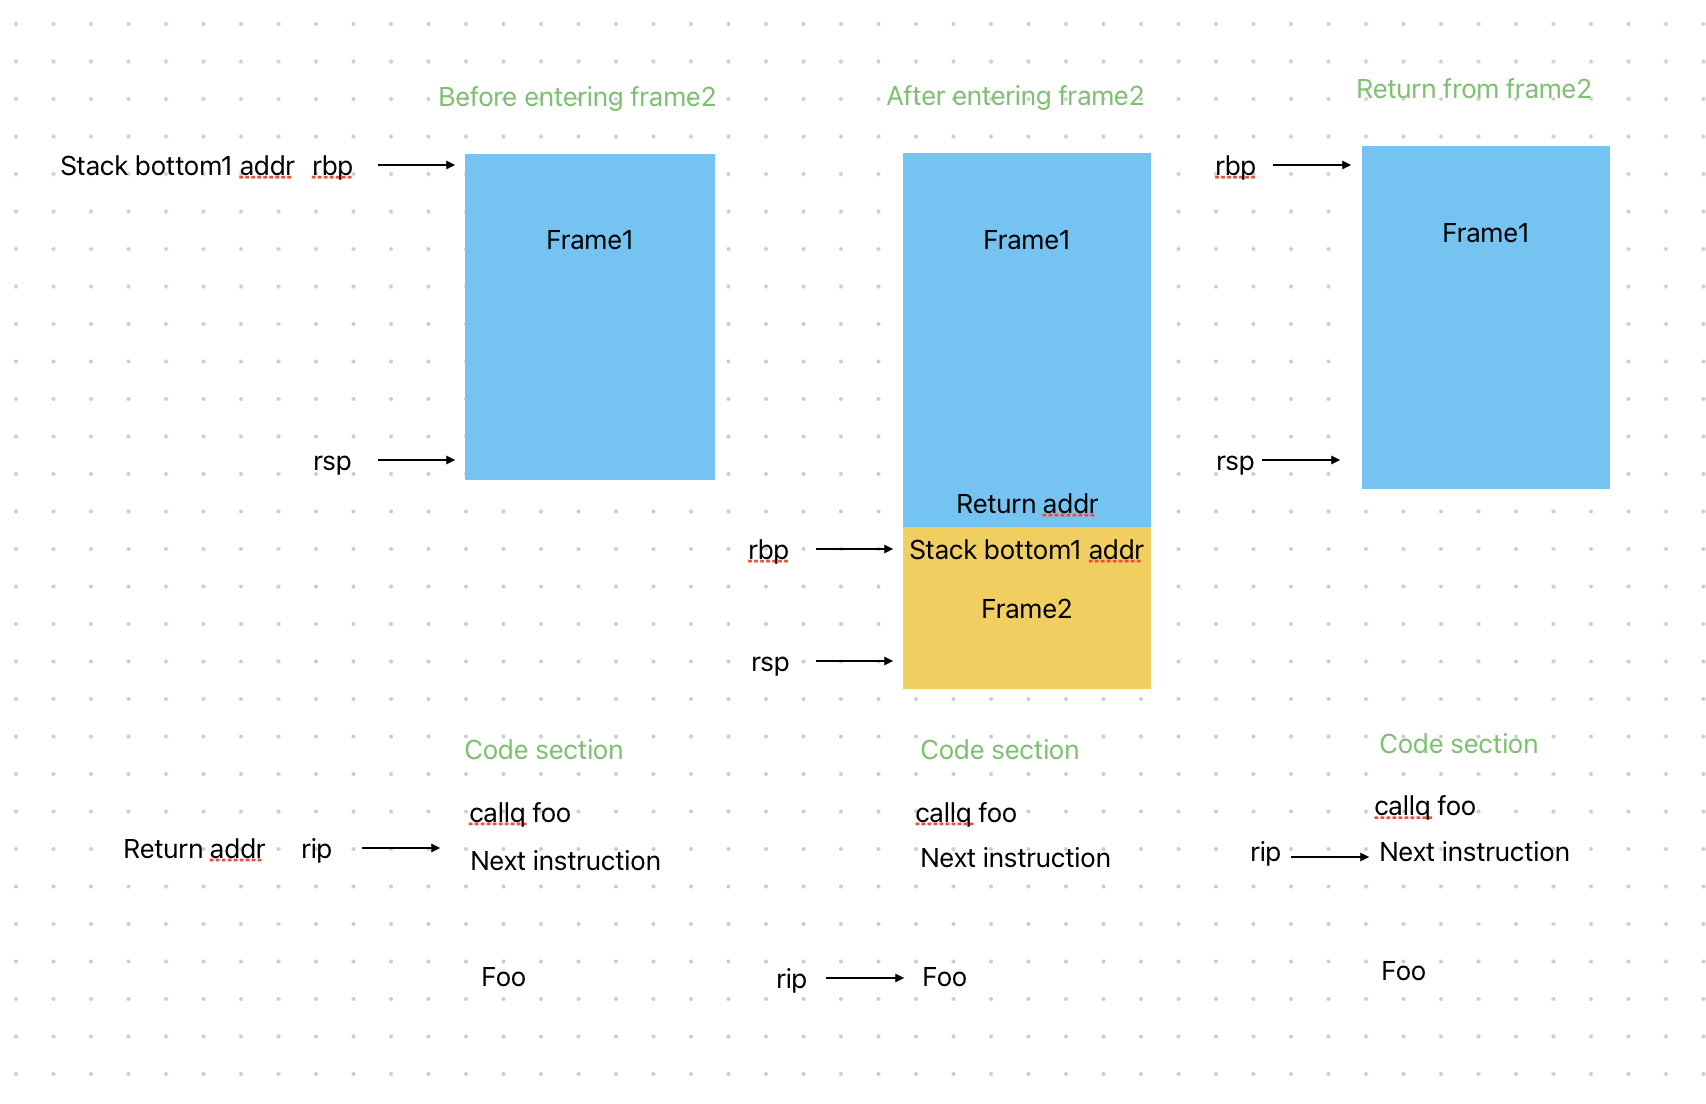 Before entering frame2
After entering frame2
Return from frame2
Stack bottom1 addr rbp
rbp
Frame1
Frame1
Frame1
rsp
rsp
Return addr
rbp
Stack bottom1 addr
Frame2
rsp
Code section
Code section
Code section
callq foo
callq foo
callq foo
Return addr rip
Next instruction
Next instruction
rip
Next instruction
Foo
rip
Foo
Foo